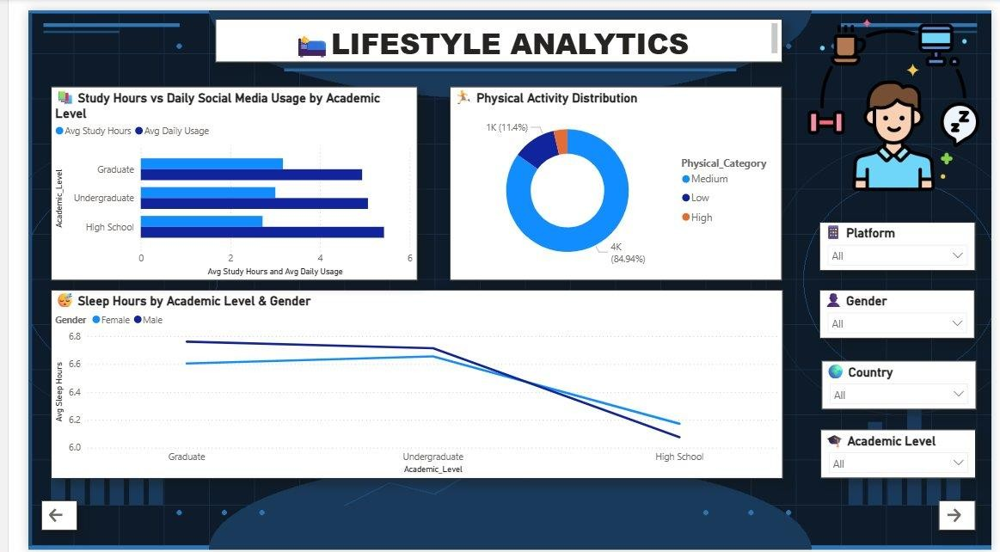 LIFESTYLE ANALYTICS
Study Hours vs Daily Social Media Usage by Academic
Level
Avg Study Hours Avg Daily Usage
Academic_Level
Graduate
Undergraduate
High School
0 2 4 6
Avg Study Hours and Avg Daily Usage
Physical Activity Distribution
1K (11.4%)
4K
(84.94%)
Physical_Category
Medium
Low
High
Sleep Hours by Academic Level & Gender
Gender Female Male
Avg Sleep Hours
6.8
6.6
6.4
6.2
6.0
Graduate Undergraduate High School
Academic_Level
z z
Platform
All
Gender
All
Country
All
Academic Level
All